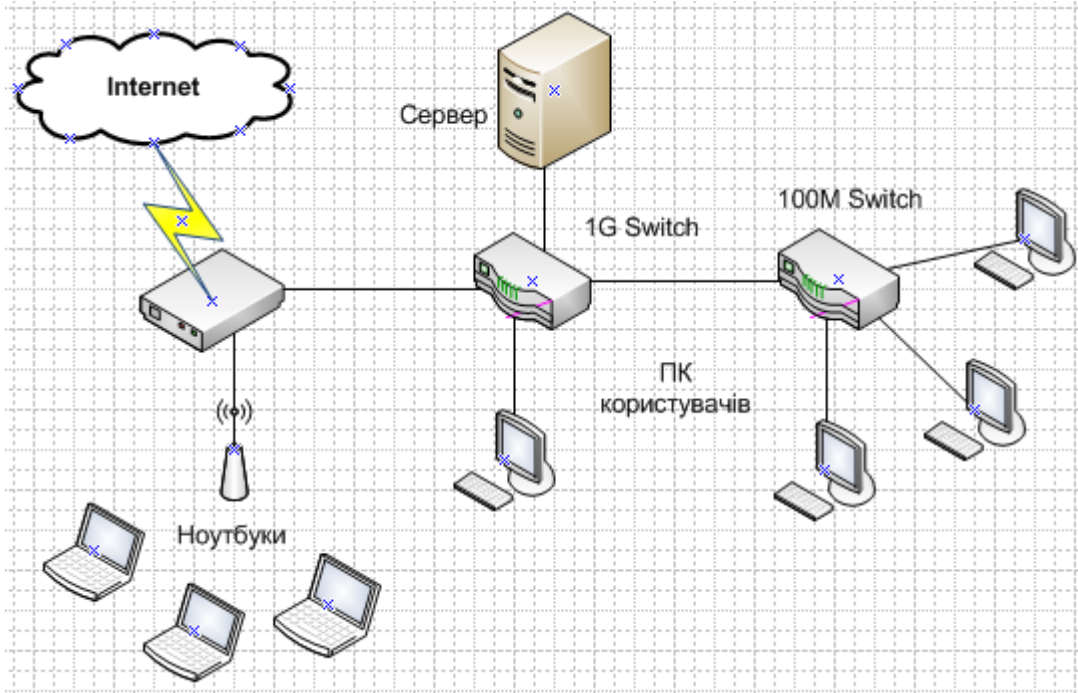 Internet
Сервер
100M Switch
1G Switch
ПК
користувачів
Ноутбуки